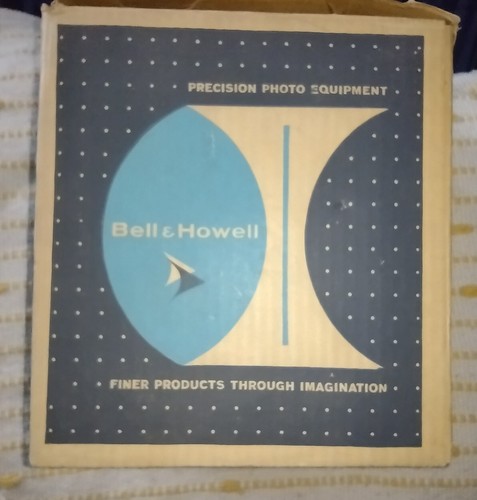 PRECISION PHOTO EQUIPMENT
Bell & Howell
FINER PRODUCTS THROUGH IMAGINATION